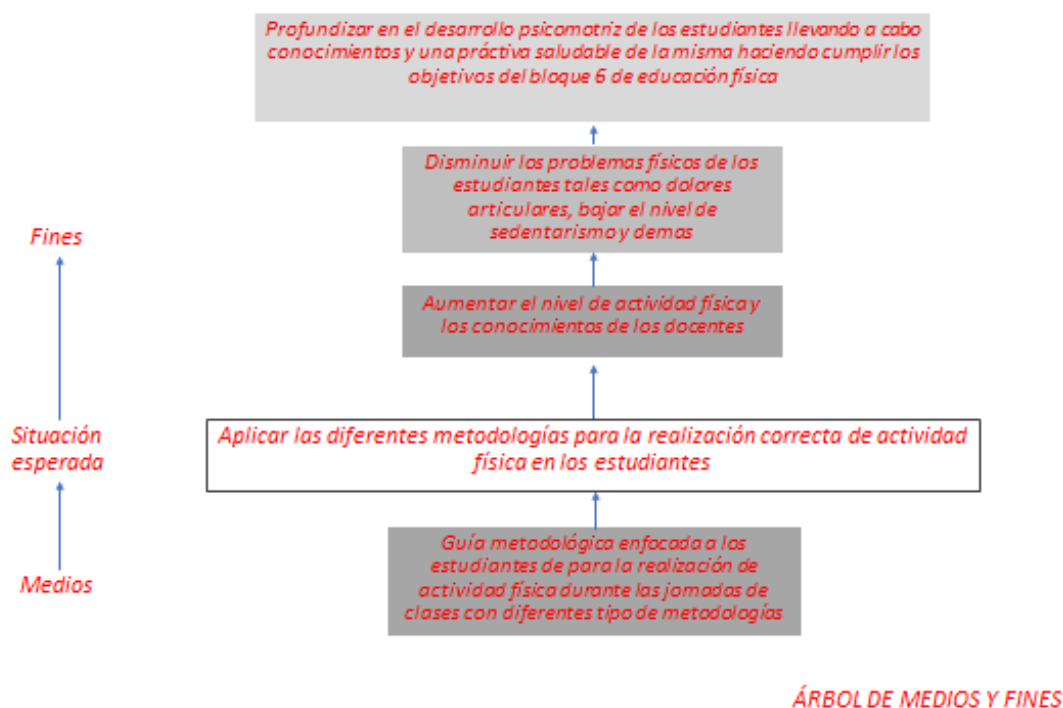 Profundizar en el desarrollo psicomotriz de los estudiantes llevando a cabo
conocimientos y una práctiva saludable de la misma haciendo cumplir los
objetivos del bloque 6 de educación física
Disminuir los problemas físicos de los
estudiantes tales como dolores
articulares, bajar el nivel de
sedentarismo y demas
Fines
Aumentar el nivel de actividad física y
los conocimientos de los docentes
Situación
esperada
Aplicar las diferentes metodologías para la realización correcta de actividad
física en los estudiantes
Medios
Guía metodológica enfocada a los
estudiantes de para la realización de
actividad física durante las jornadas de
clases con diferentes tipo de metodologías
ÁRBOL DE MEDIOS Y FINES